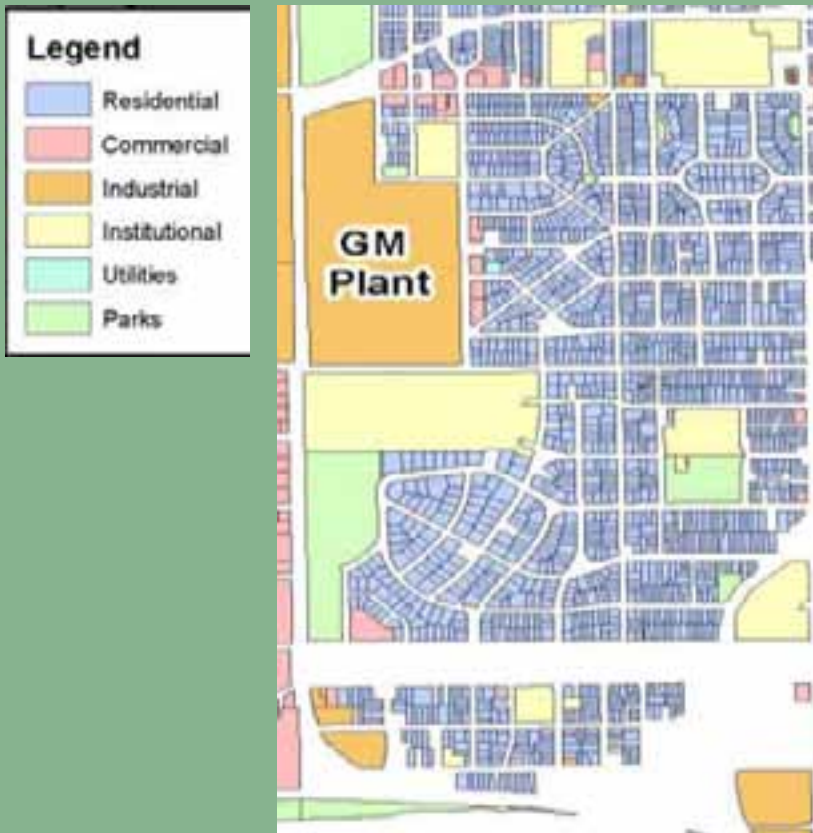 Legend
Residential
Commercial
Industrial
Institutional
Utilities
Parks
GM
Plant